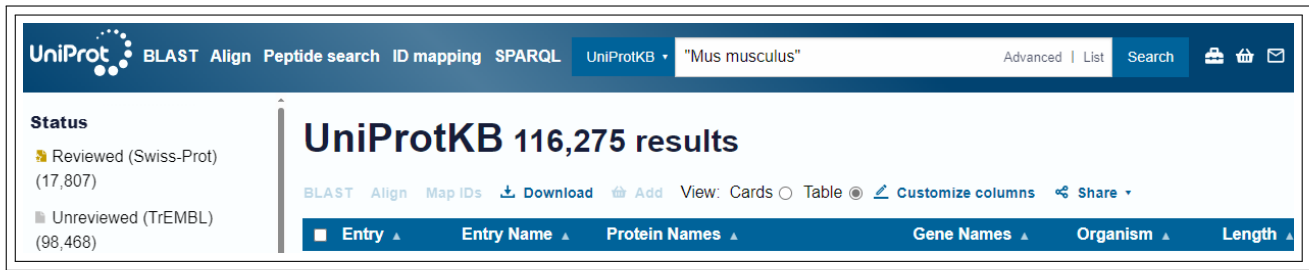 UniProt BLAST Align Peptide search ID mapping SPARQL UniProtKB "Mus musculus" Advanced | List Search
Status
Reviewed (Swiss-Prot)
(17,807)
Unreviewed (TrEMBL)
(98,468)
UniProtKB 116,275 results
BLAST Align Map IDs Download Add View: Cards Table Customize columns Share
Entry Entry Name Protein Names Gene Names Organism Length